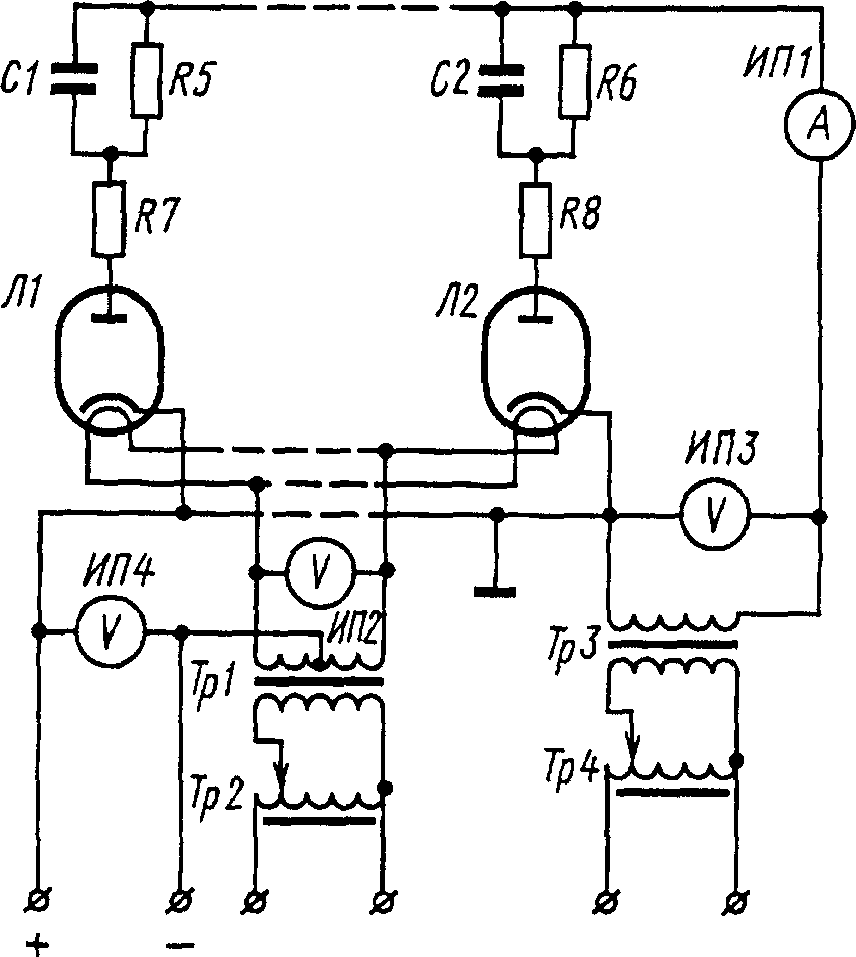 C1
R5
C2
R6
ИП1
A
R7
R8
Л1
Л2
ИП3
V
ИП4
V
V
ИП2
Тр1
Тр3
Тр2
Тр4
+
−